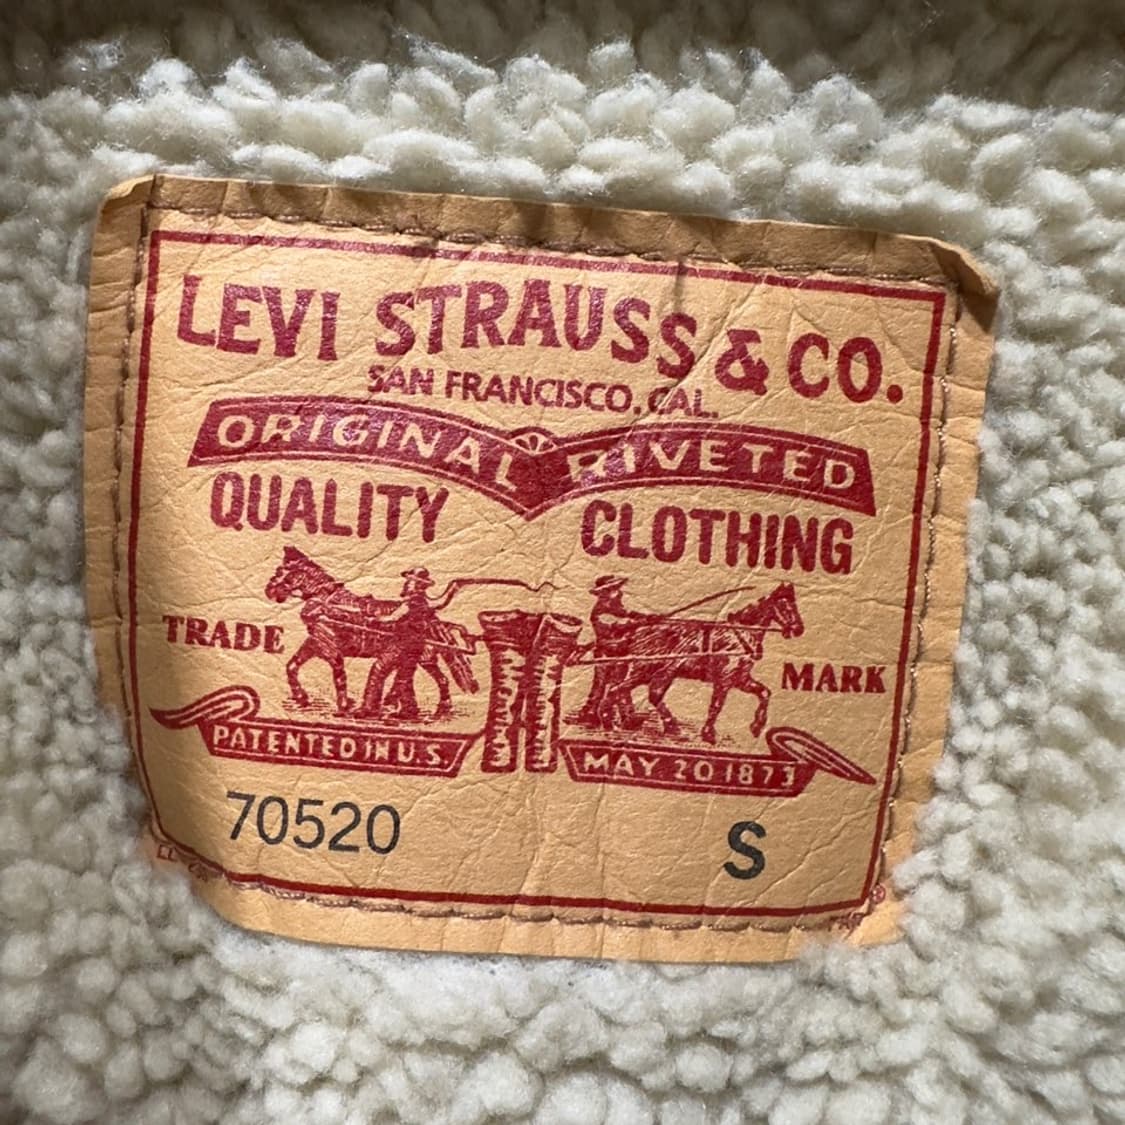 LEVI STRAUSS & CO.
SAN FRANCISCO, CAL.
ORIGINAL RIVETED
QUALITY CLOTHING
TRADE MARK
PATENTED IN U.S. MAY 20 1873
70520 S
®